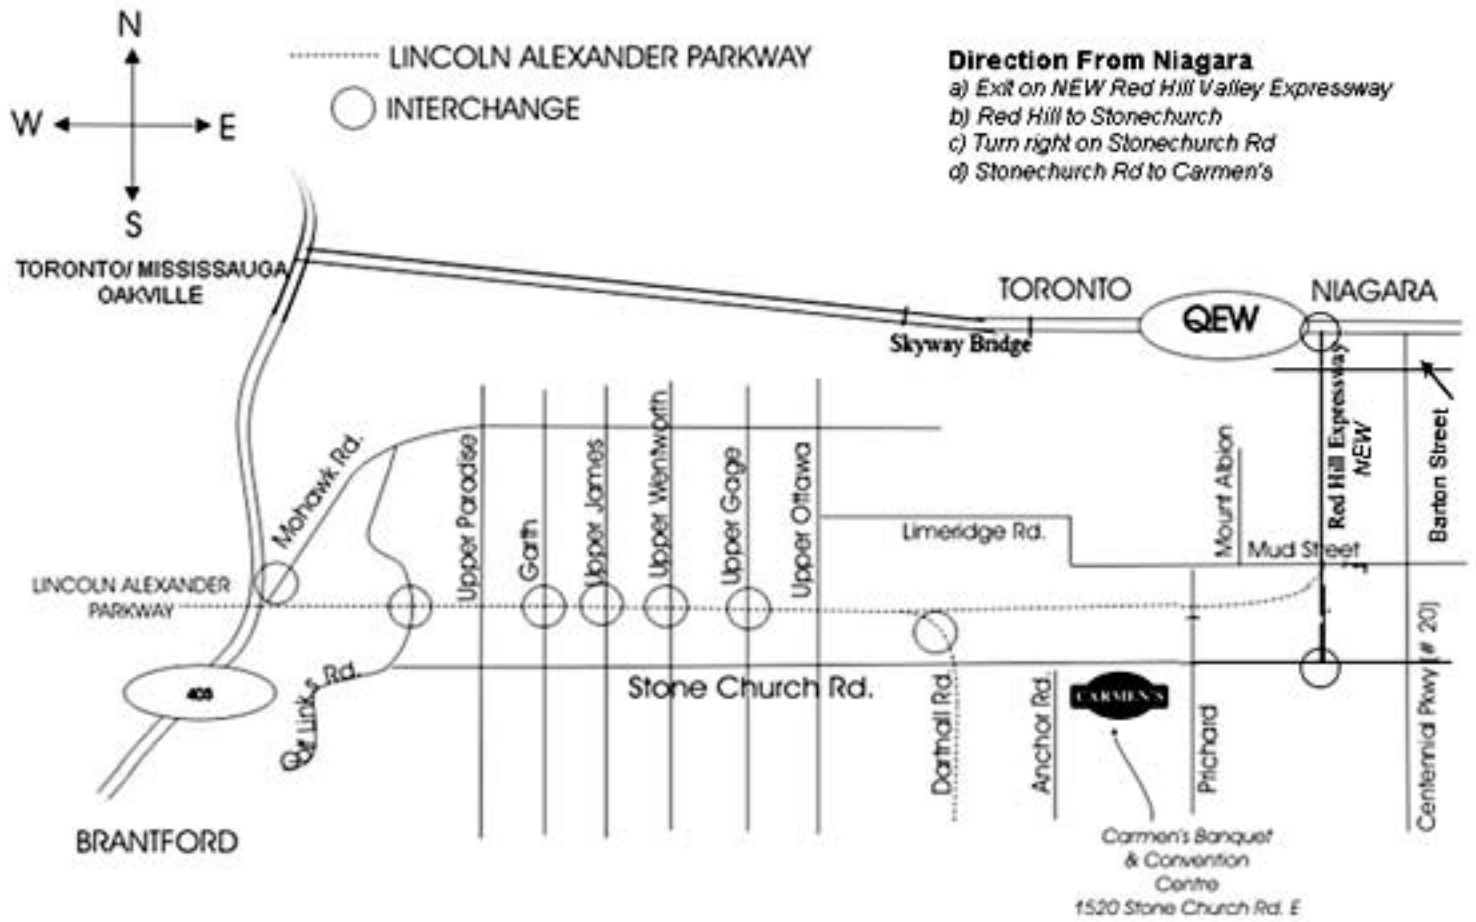 N
W
E
S
LINCOLN ALEXANDER PARKWAY
INTERCHANGE
Direction From Niagara
a) Exit on NEW Red Hill Valley Expressway
b) Red Hill to Stonechurch
c) Turn right on Stonechurch Rd
d) Stonechurch Rd to Carmen's
TORONTO/ MISSISSAUGA
OAKVILLE
TORONTO
QEW
NIAGARA
Skyway Bridge
Mohawk Rd.
Upper Paradise
Garth
Upper James
Upper Wentworth
Upper Gage
Upper Ottawa
Limeridge Rd.
Mount Albion
Mud Street
Red Hill Expressway
NEW
Barton Street
LINCOLN ALEXANDER
PARKWAY
403
Golf Links Rd.
Stone Church Rd.
Dartnall Rd.
Anchor Rd.
CARMEN'S
Prichard
Centennial Pkwy (# 20)
BRANTFORD
Carmen's Banquet
& Convention
Centre
1520 Stone Church Rd. E